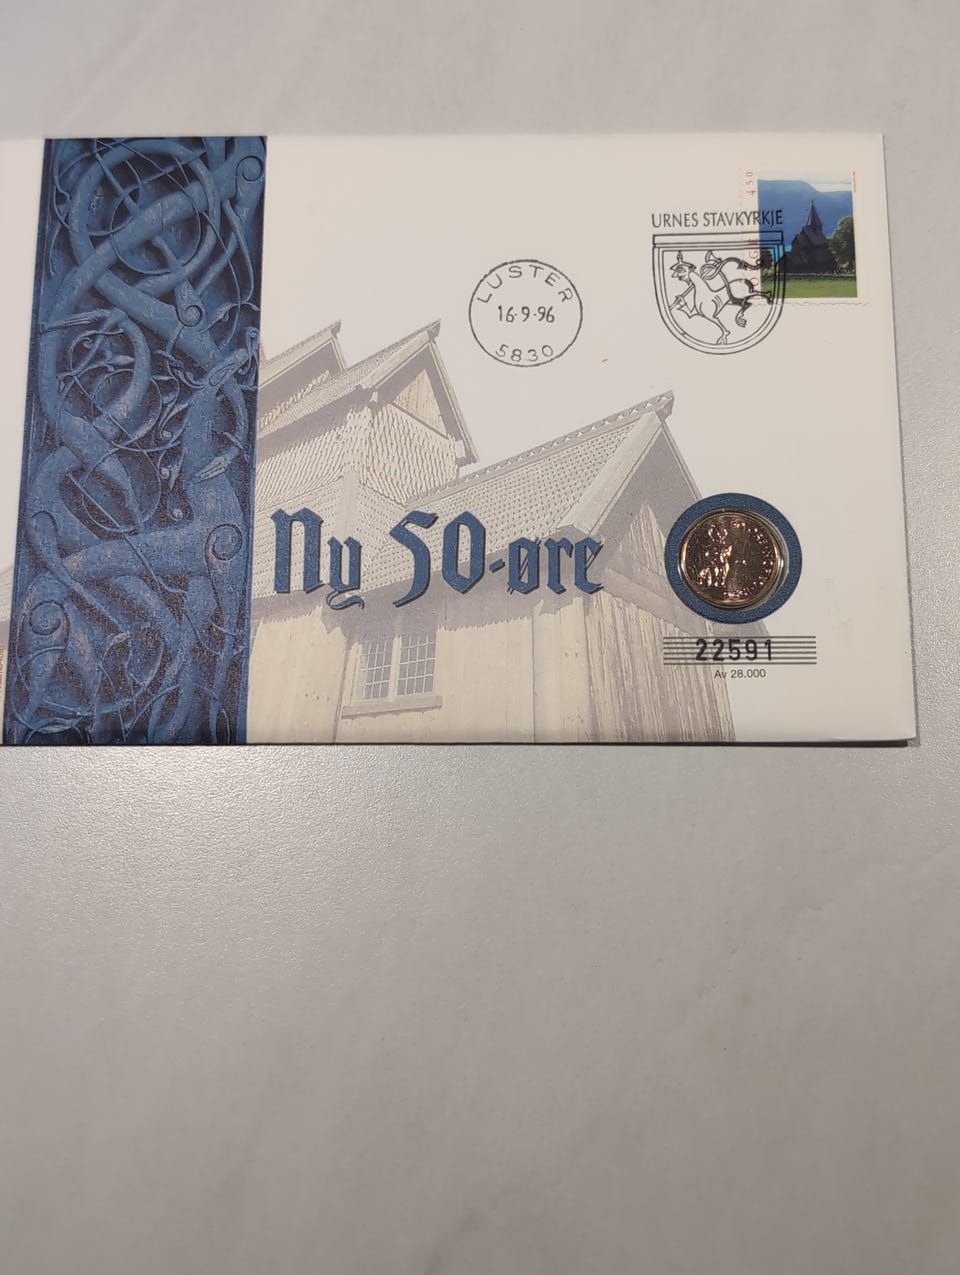 450
URNES STAVKYRKJE
LUSTER
16-9-96
5830
Ny 50-øre
22591
Av 28.000